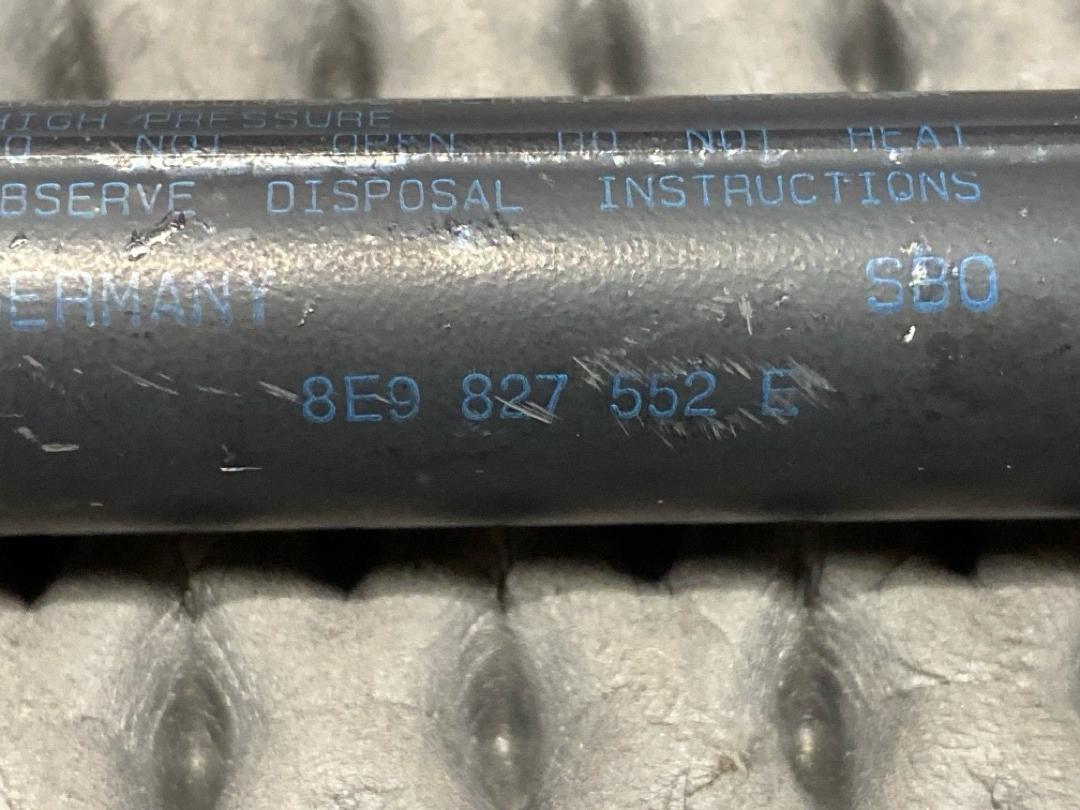 HIGH PRESSURE
O NOT OPEN. DO NOT HEAT
BSERVE DISPOSAL INSTRUCTIONS
ERMANY SBO
8E9 827 552 E